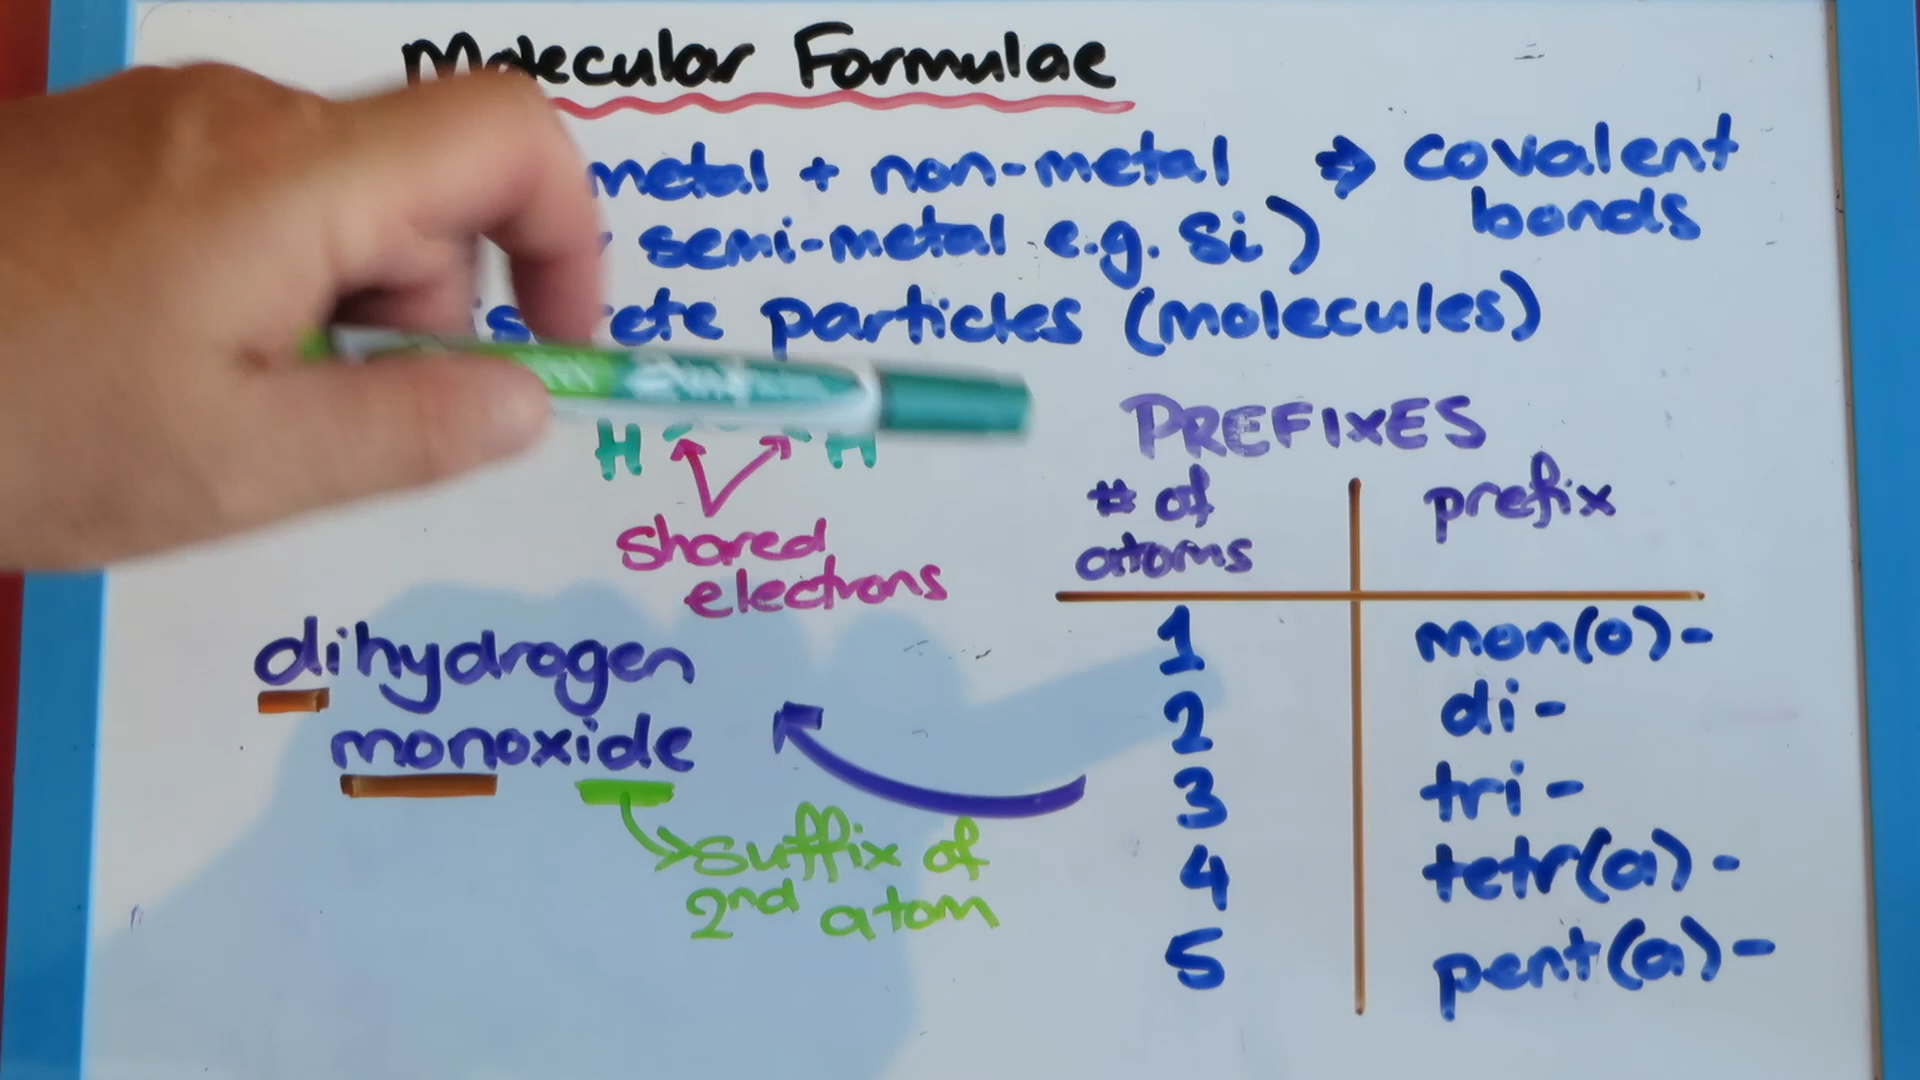 Molecular Formulae
metal + non-metal ⇒ covalent
semi-metal e.g. Si) bonds
particles (molecules)
H H
shared
electrons
dihydrogen
monoxide
suffix of
2nd atom
PREFIXES
# of prefix
atoms
1 mon(o)-
2 di-
3 tri-
4 tetr(a)-
5 pent(a)-